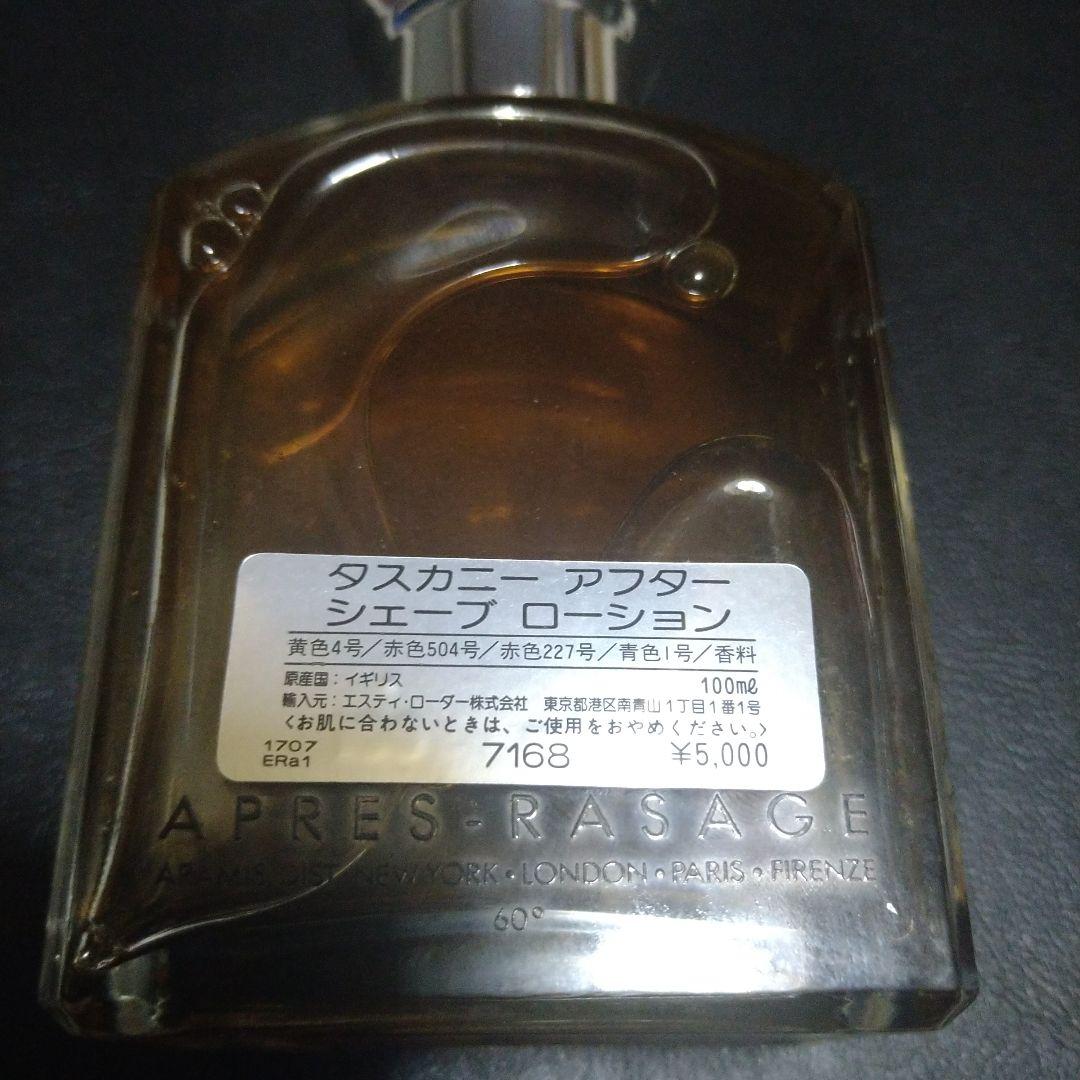 タスカニー アフター
シェーブ ローション
黄色4号/赤色504号/赤色227号/青色1号/香料
原産国:イギリス 100ml
輸入元:エスティ・ローダー株式会社 東京都港区南青山1丁目1番1号
<お肌に合わないときは、ご使用をおやめください。>
1707
ERa1 7168 ¥5,000
APRES-RASAGE
ARAMIS, DIST. NEW YORK • LONDON • PARIS • FIRENZE
60°